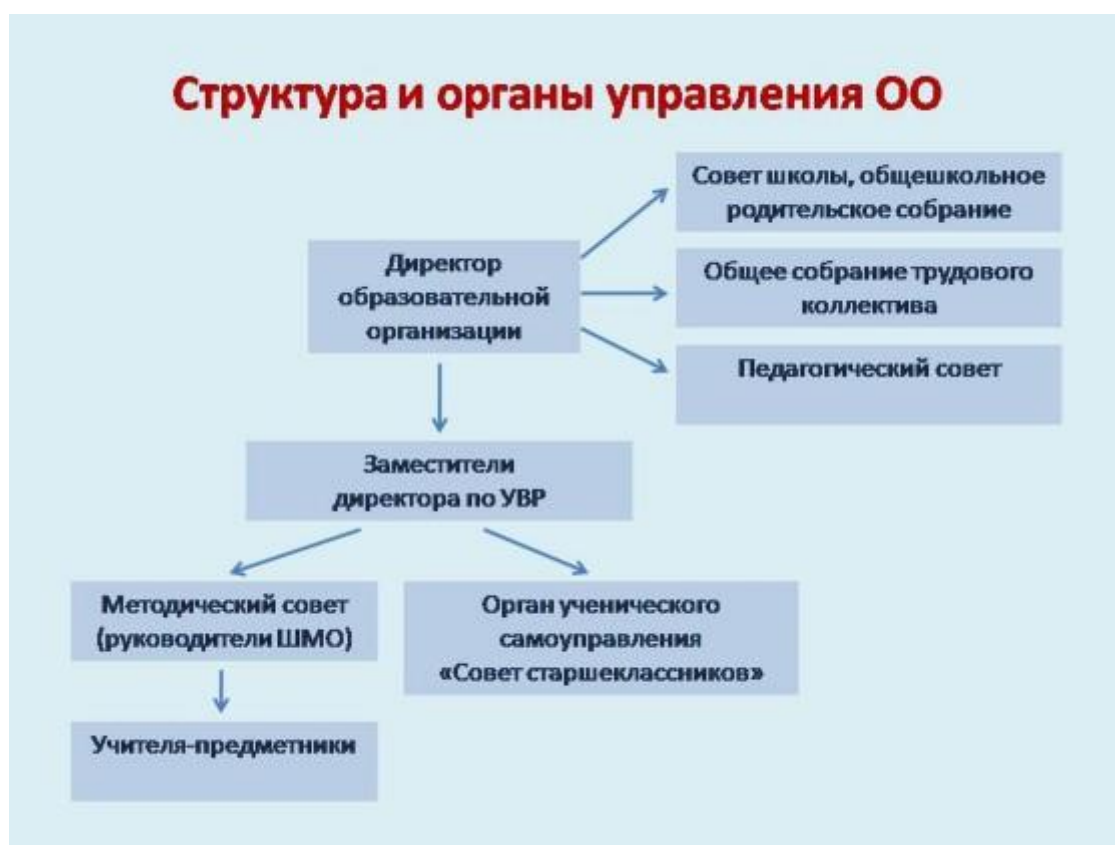 Структура и органы управления ОО
Совет школы, общешкольное
родительское собрание
Директор
образовательной
организации
Общее собрание трудового
коллектива
Педагогический совет
Заместители
директора по УВР
Методический совет
(руководители ШМО)
Орган ученического
самоуправления
«Совет старшеклассников»
Учителя-предметники